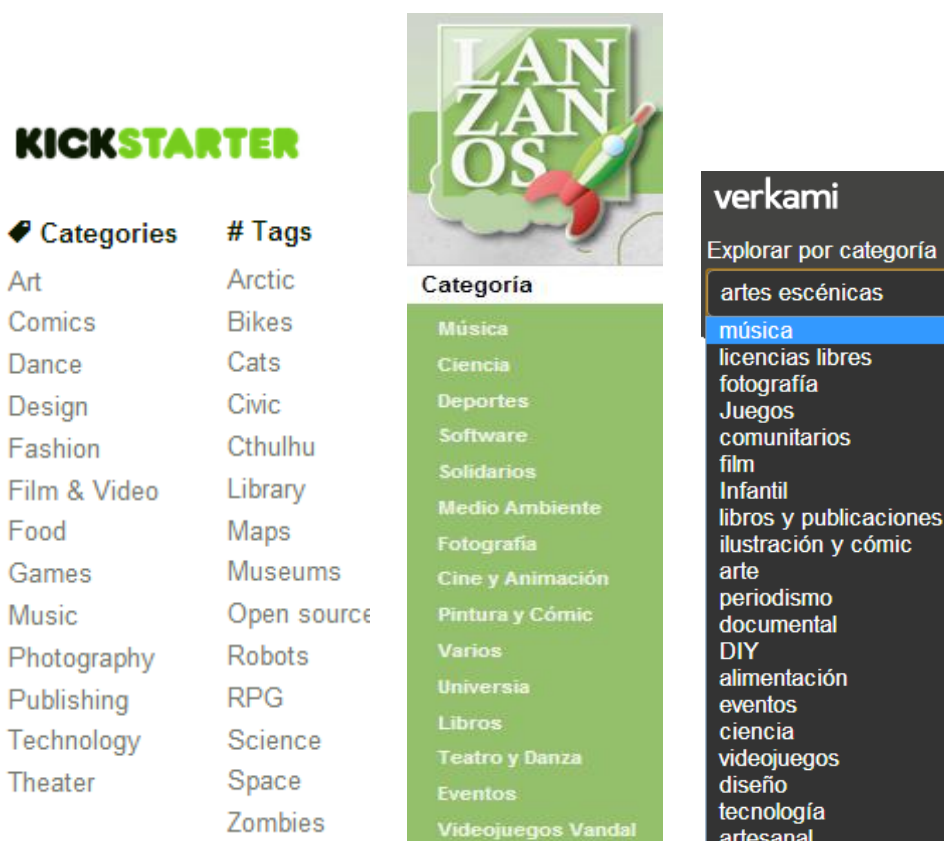 KICKSTARTER
Categories
Art
Comics
Dance
Design
Fashion
Film & Video
Food
Games
Music
Photography
Publishing
Technology
Theater
# Tags
Arctic
Bikes
Cats
Civic
Cthulhu
Library
Maps
Museums
Open source
Robots
RPG
Science
Space
Zombies
LAN
ZAN
OS
Categoría
Música
Ciencia
Deportes
Software
Solidarios
Medio Ambiente
Fotografía
Cine y Animación
Pintura y Cómic
Varios
Universia
Libros
Teatro y Danza
Eventos
Videojuegos Vandal
verkami
Explorar por categoría
artes escénicas
música
licencias libres
fotografía
Juegos
comunitarios
film
Infantil
libros y publicaciones
ilustración y cómic
arte
periodismo
documental
DIY
alimentación
eventos
ciencia
videojuegos
diseño
tecnología
artesanal